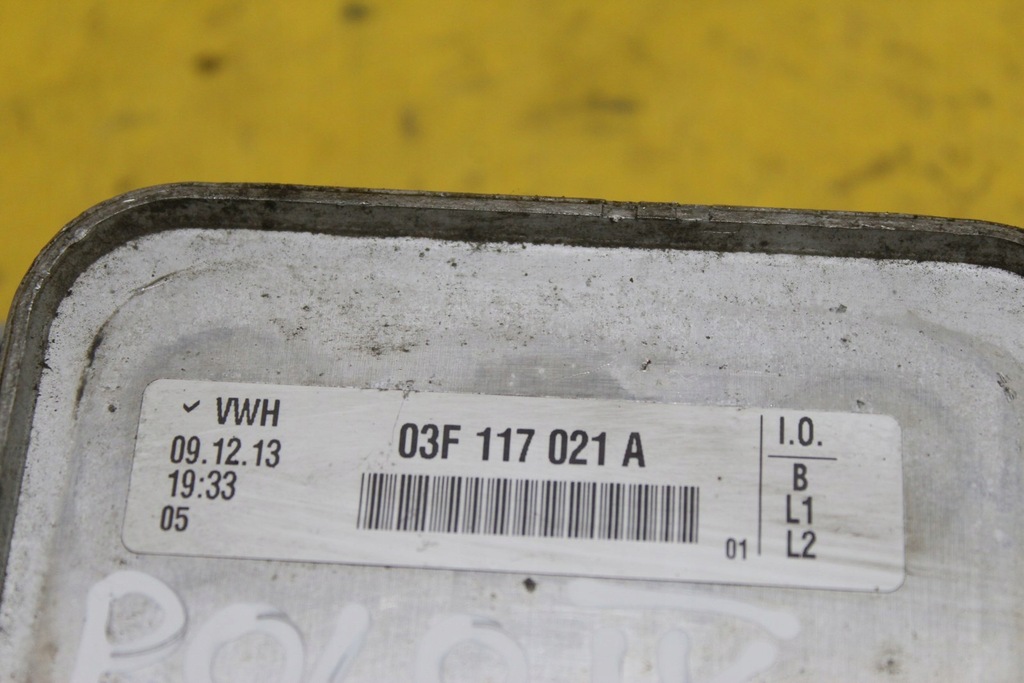 VWH
09.12.13
19:33
05
03F 117 021 A
01
I.O.
B
L1
L2